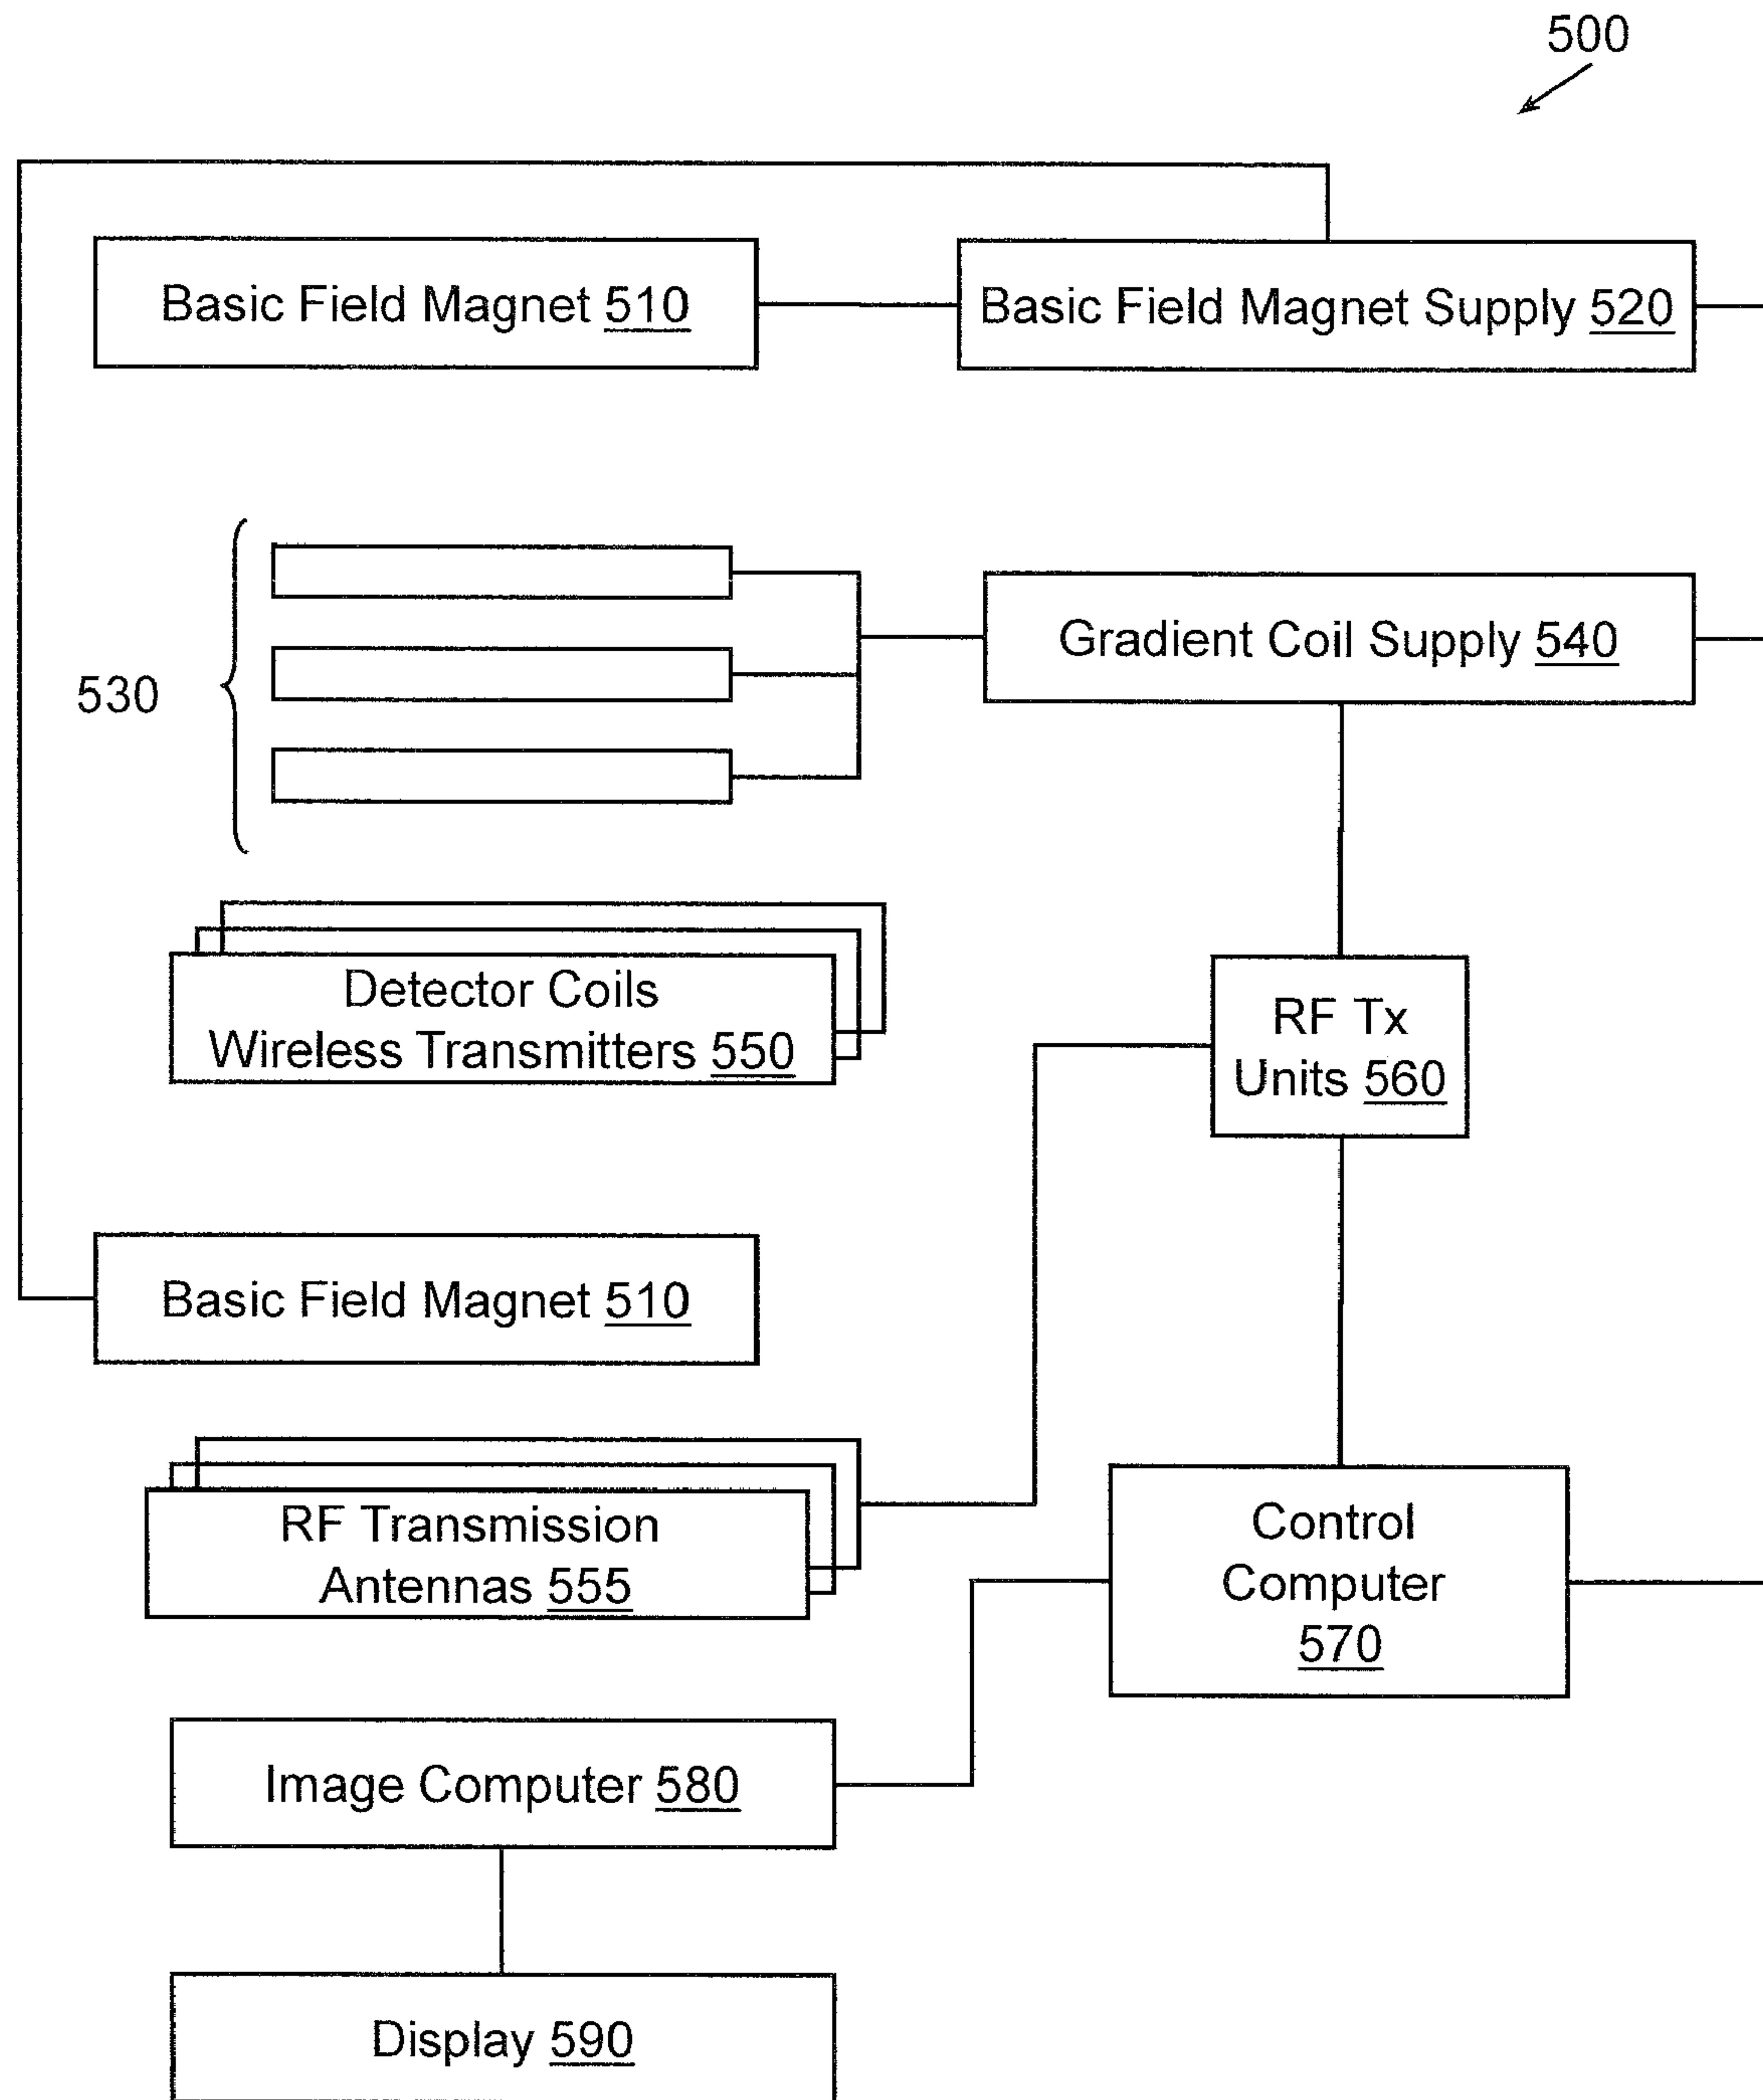 500
Basic Field Magnet 510
Basic Field Magnet Supply 520
530
Gradient Coil Supply 540
Detector Coils
Wireless Transmitters 550
RF Tx
Units 560
Basic Field Magnet 510
RF Transmission
Antennas 555
Control
Computer
570
Image Computer 580
Display 590